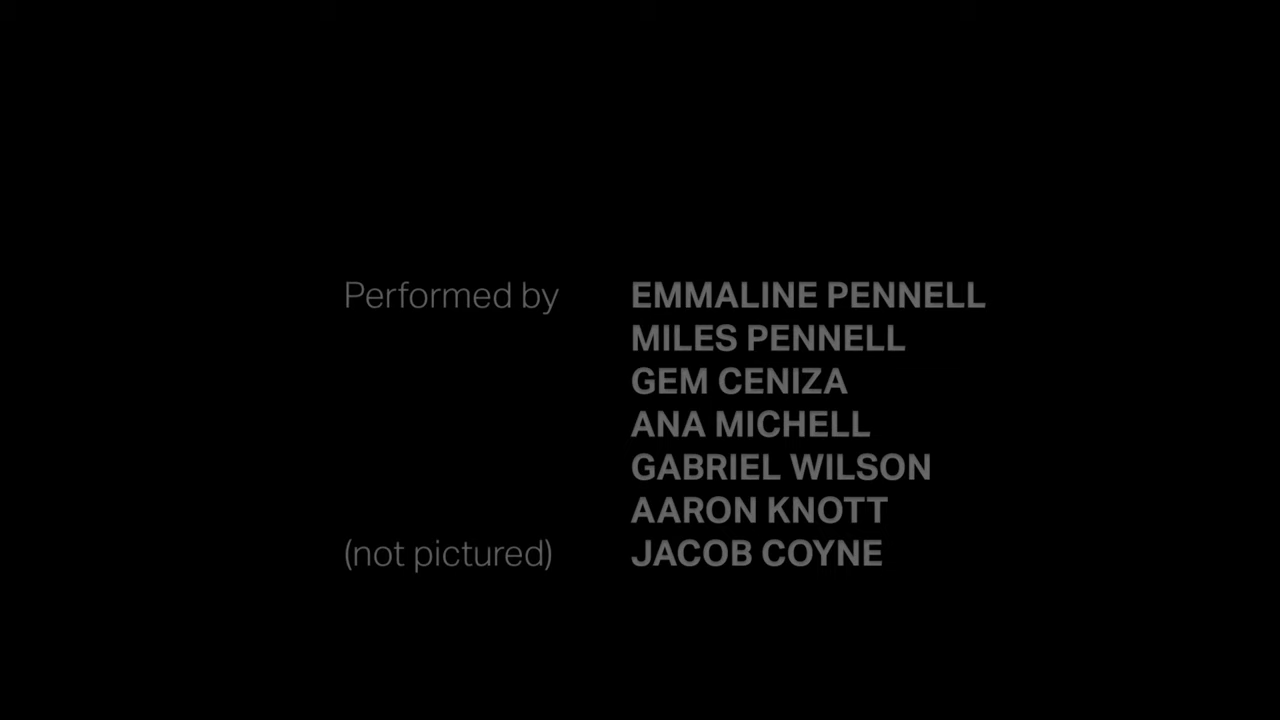 Performed by EMMALINE PENNELL
MILES PENNELL
GEM CENIZA
ANA MICHELL
GABRIEL WILSON
AARON KNOTT
(not pictured) JACOB COYNE